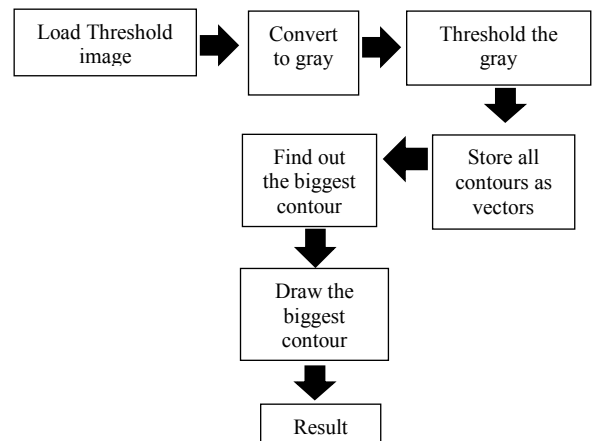 Load Threshold
image
Convert
to gray
Threshold the
gray
Store all
contours as
vectors
Find out
the biggest
contour
Draw the
biggest
contour
Result